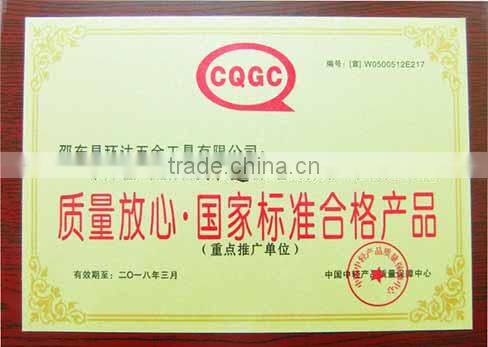 CQGC
编号：[宣] W0500512E217
邵东县环达五金工具有限公司：
trade.china.cn
质量放心·国家标准合格产品
（重点推广单位）
有效期至：二〇一八年三月
中国中轻产品质量保障中心